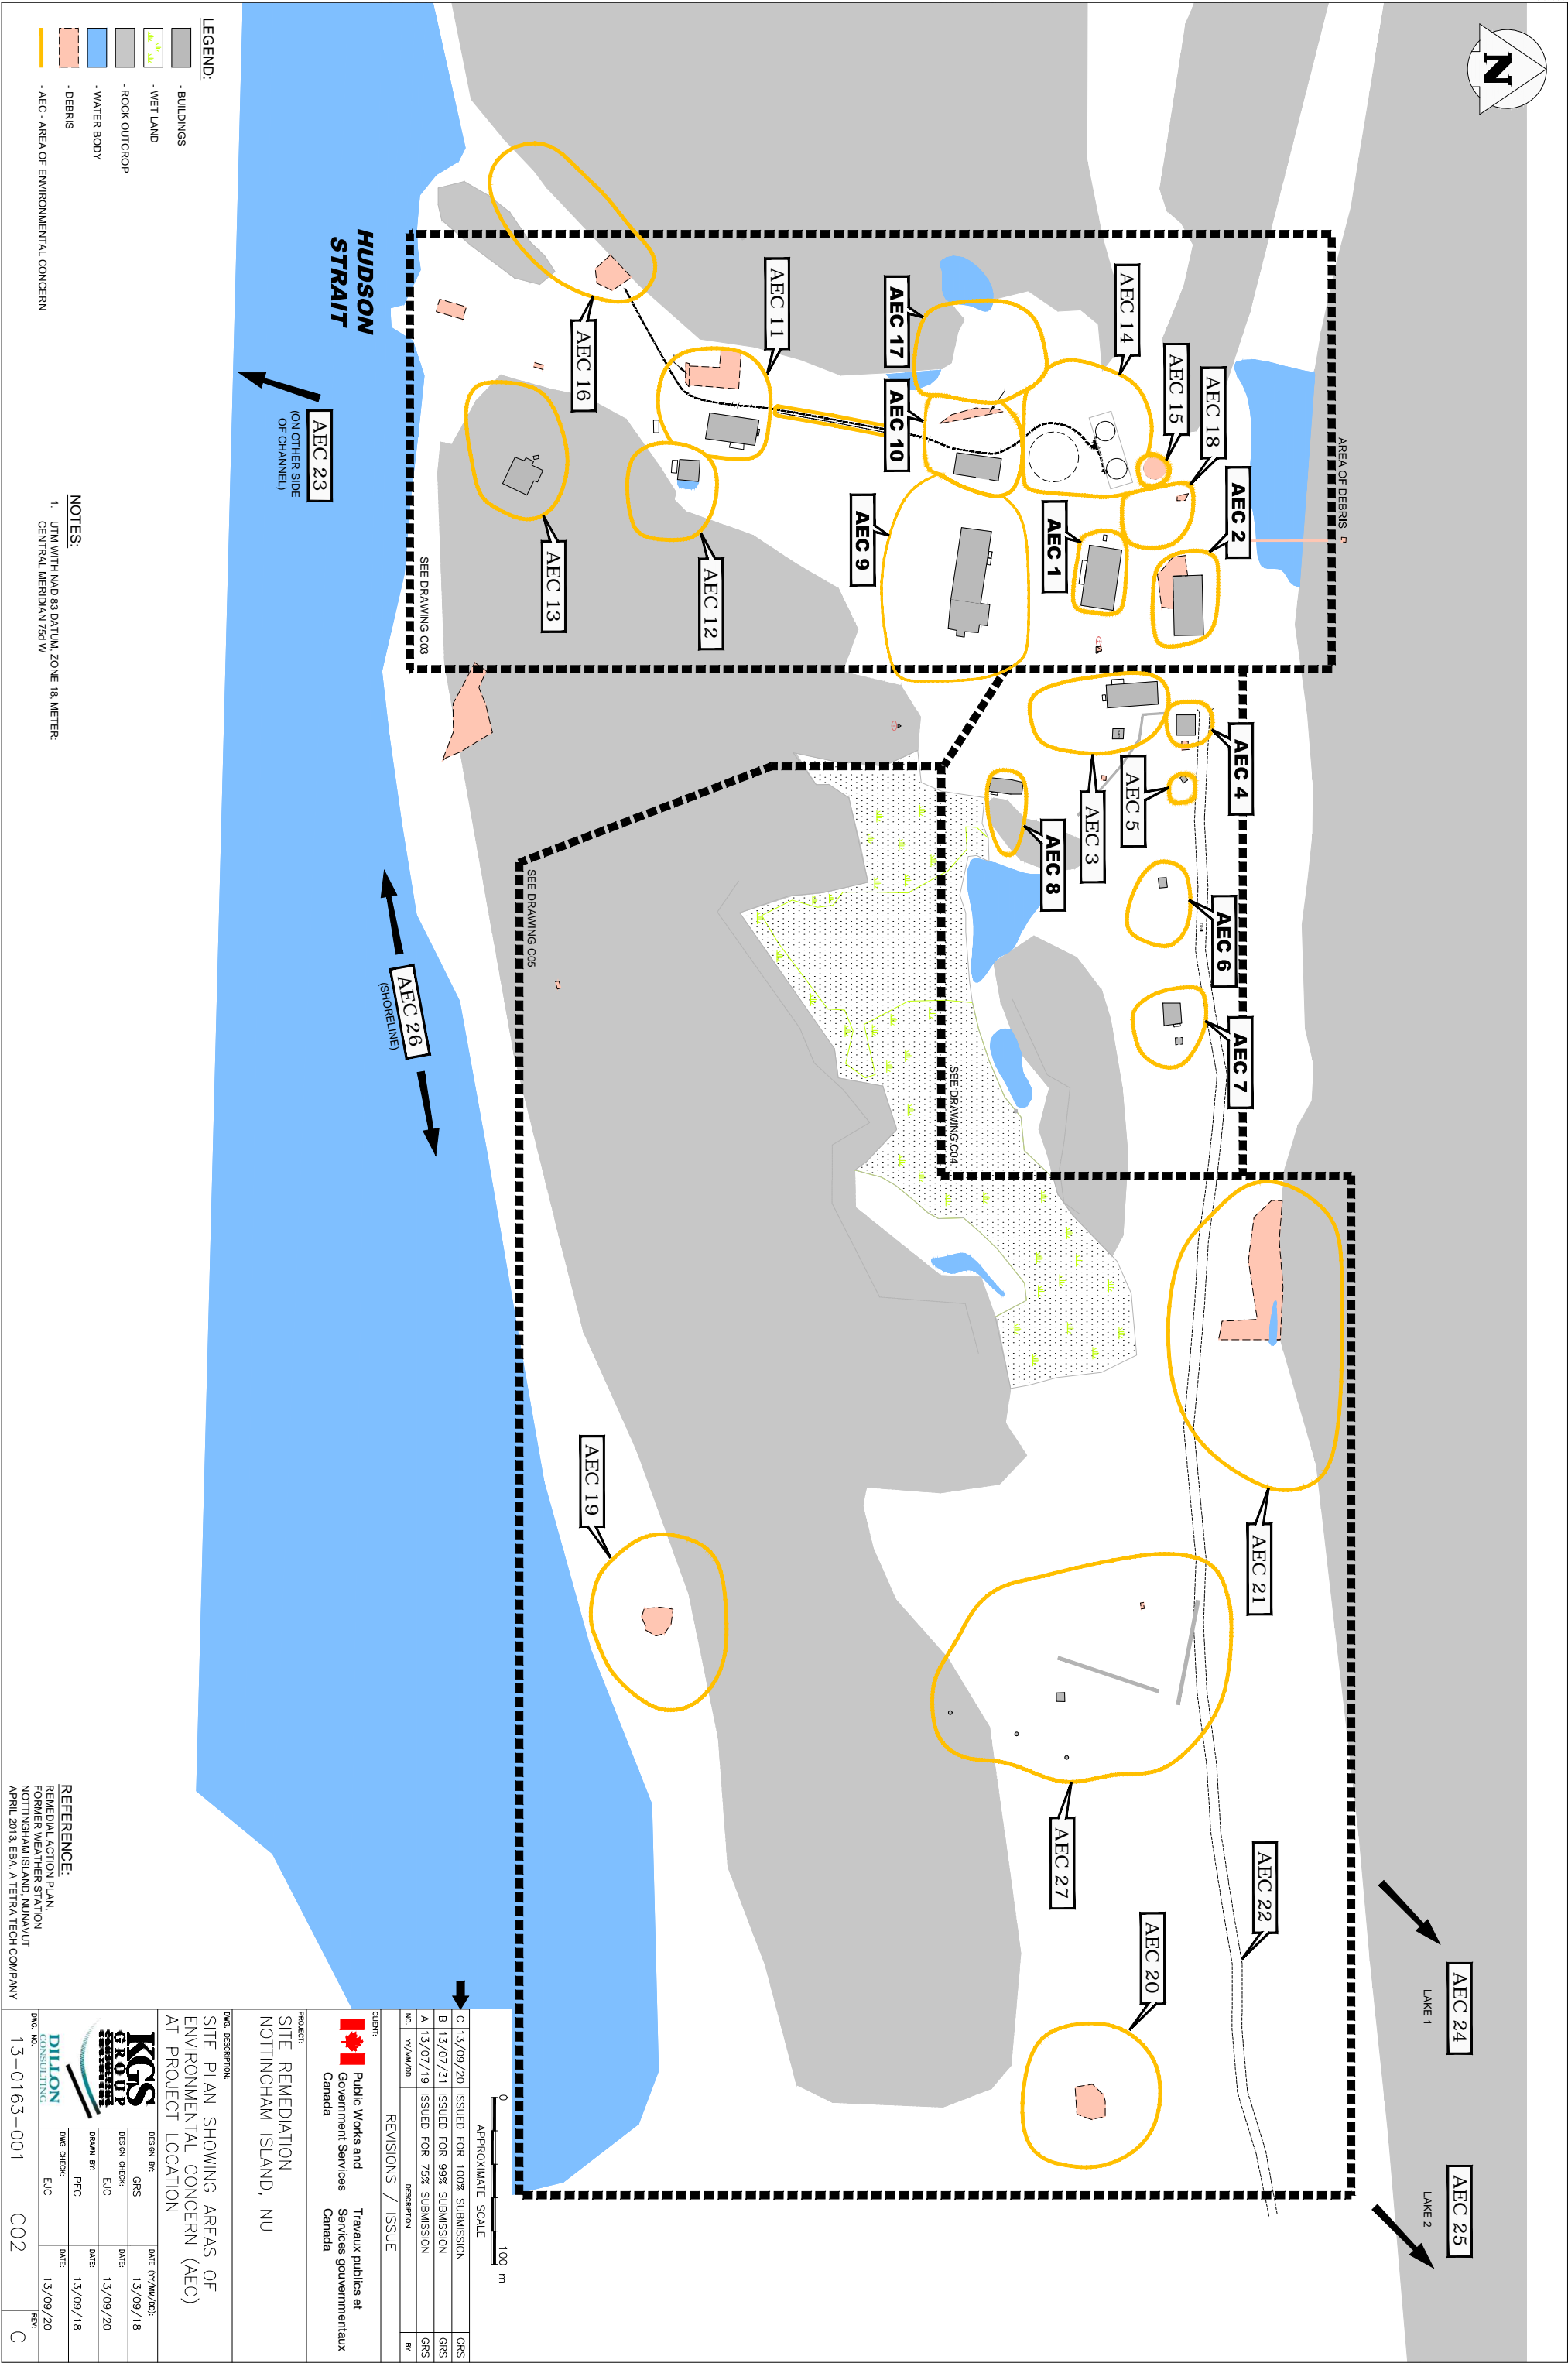 N
AREA OF DEBRIS
AEC 24
LAKE 1
AEC 25
LAKE 2
AEC 14
AEC 15
AEC 18
AEC 2
AEC 17
AEC 10
AEC 1
AEC 9
AEC 11
AEC 16
AEC 12
AEC 13
AEC 4
AEC 5
AEC 3
AEC 8
AEC 6
AEC 7
AEC 21
AEC 22
AEC 27
AEC 20
AEC 19
SEE DRAWING C03
SEE DRAWING C04
SEE DRAWING C05
HUDSON
STRAIT
AEC 23
(ON OTHER SIDE
OF CHANNEL)
AEC 26
(SHORELINE)
LEGEND:
- BUILDINGS
- WET LAND
- ROCK OUTCROP
- WATER BODY
- DEBRIS
- AEC - AREA OF ENVIRONMENTAL CONCERN
NOTES:
1. UTM WITH NAD 83 DATUM, ZONE 18, METER:
CENTRAL MERIDIAN 75d W
REFERENCE:
REMEDIAL ACTION PLAN,
FORMER WEATHER STATION
NOTTINGHAM ISLAND, NUNAVUT
APRIL 2013, EBA, A TETRA TECH COMPANY
0 100 m
APPROXIMATE SCALE
C 13/09/20 ISSUED FOR 100% SUBMISSION GRS
B 13/07/31 ISSUED FOR 99% SUBMISSION GRS
A 13/07/19 ISSUED FOR 75% SUBMISSION GRS
NO. YY/MM/DD DESCRIPTION BY
REVISIONS / ISSUE
CLIENT:
Public Works and Travaux publics et
Government Services Services gouvernementaux
Canada Canada
PROJECT:
SITE REMEDIATION
NOTTINGHAM ISLAND, NU
DWG. DESCRIPTION:
SITE PLAN SHOWING AREAS OF
ENVIRONMENTAL CONCERN (AEC)
AT PROJECT LOCATION
KGS
GROUP
DILLON
CONSULTING
DESIGN BY: GRS DATE (YY/MM/DD): 13/09/18
DESIGN CHECK: EJC DATE: 13/09/20
DRAWN BY: PEC DATE: 13/09/18
DWG CHECK: EJC DATE: 13/09/20
DWG. NO. 13-0163-001 C02 REV: C